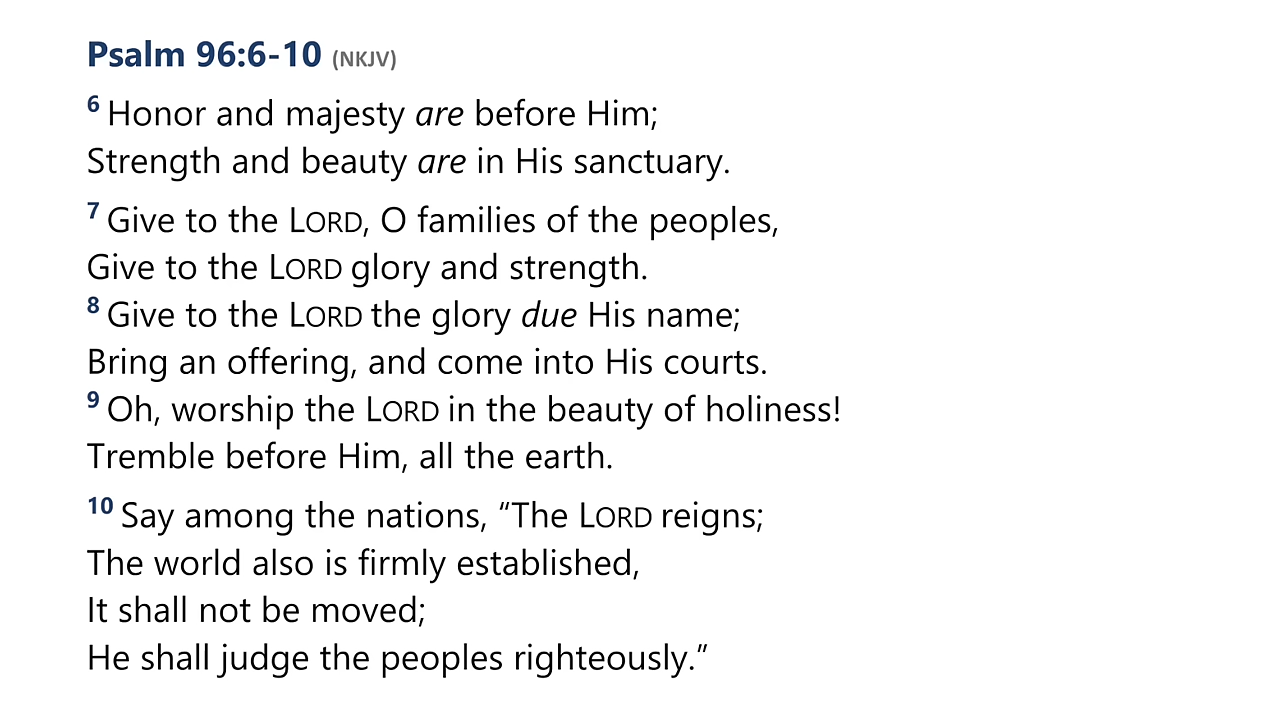 Psalm 96:6-10 (NKJV)
6 Honor and majesty are before Him;
Strength and beauty are in His sanctuary.
7 Give to the LORD, O families of the peoples,
Give to the LORD glory and strength.
8 Give to the LORD the glory due His name;
Bring an offering, and come into His courts.
9 Oh, worship the LORD in the beauty of holiness!
Tremble before Him, all the earth.
10 Say among the nations, “The LORD reigns;
The world also is firmly established,
It shall not be moved;
He shall judge the peoples righteously.”